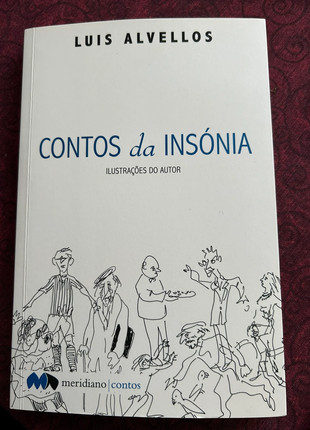 LUIS ALVELLOS
CONTOS da INSÓNIA
ILUSTRAÇÕES DO AUTOR
meridiano|contos